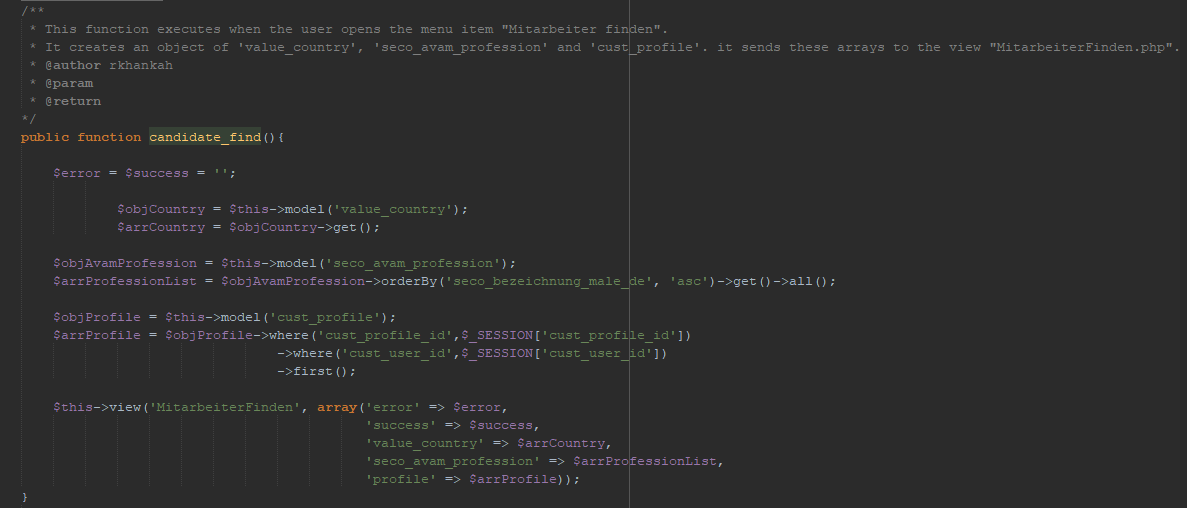 /**
 * This function executes when the user opens the menu item "Mitarbeiter finden".
 * It creates an object of 'value_country', 'seco_avam_profession' and 'cust_profile'. it sends these arrays to the view "MitarbeiterFinden.php".
 * @author rkhankah
 * @param
 * @return
*/
public function candidate_find(){
    $error = $success = '';
            $objCountry = $this->model('value_country');
            $arrCountry = $objCountry->get();
    $objAvamProfession = $this->model('seco_avam_profession');
    $arrProfessionList = $objAvamProfession->orderBy('seco_bezeichnung_male_de', 'asc')->get()->all();
    $objProfile = $this->model('cust_profile');
    $arrProfile = $objProfile->where('cust_profile_id',$_SESSION['cust_profile_id'])
                                ->where('cust_user_id',$_SESSION['cust_user_id'])
                                ->first();
    $this->view('MitarbeiterFinden', array('error' => $error,
                                           'success' => $success,
                                           'value_country' => $arrCountry,
                                           'seco_avam_profession' => $arrProfessionList,
                                           'profile' => $arrProfile));
}